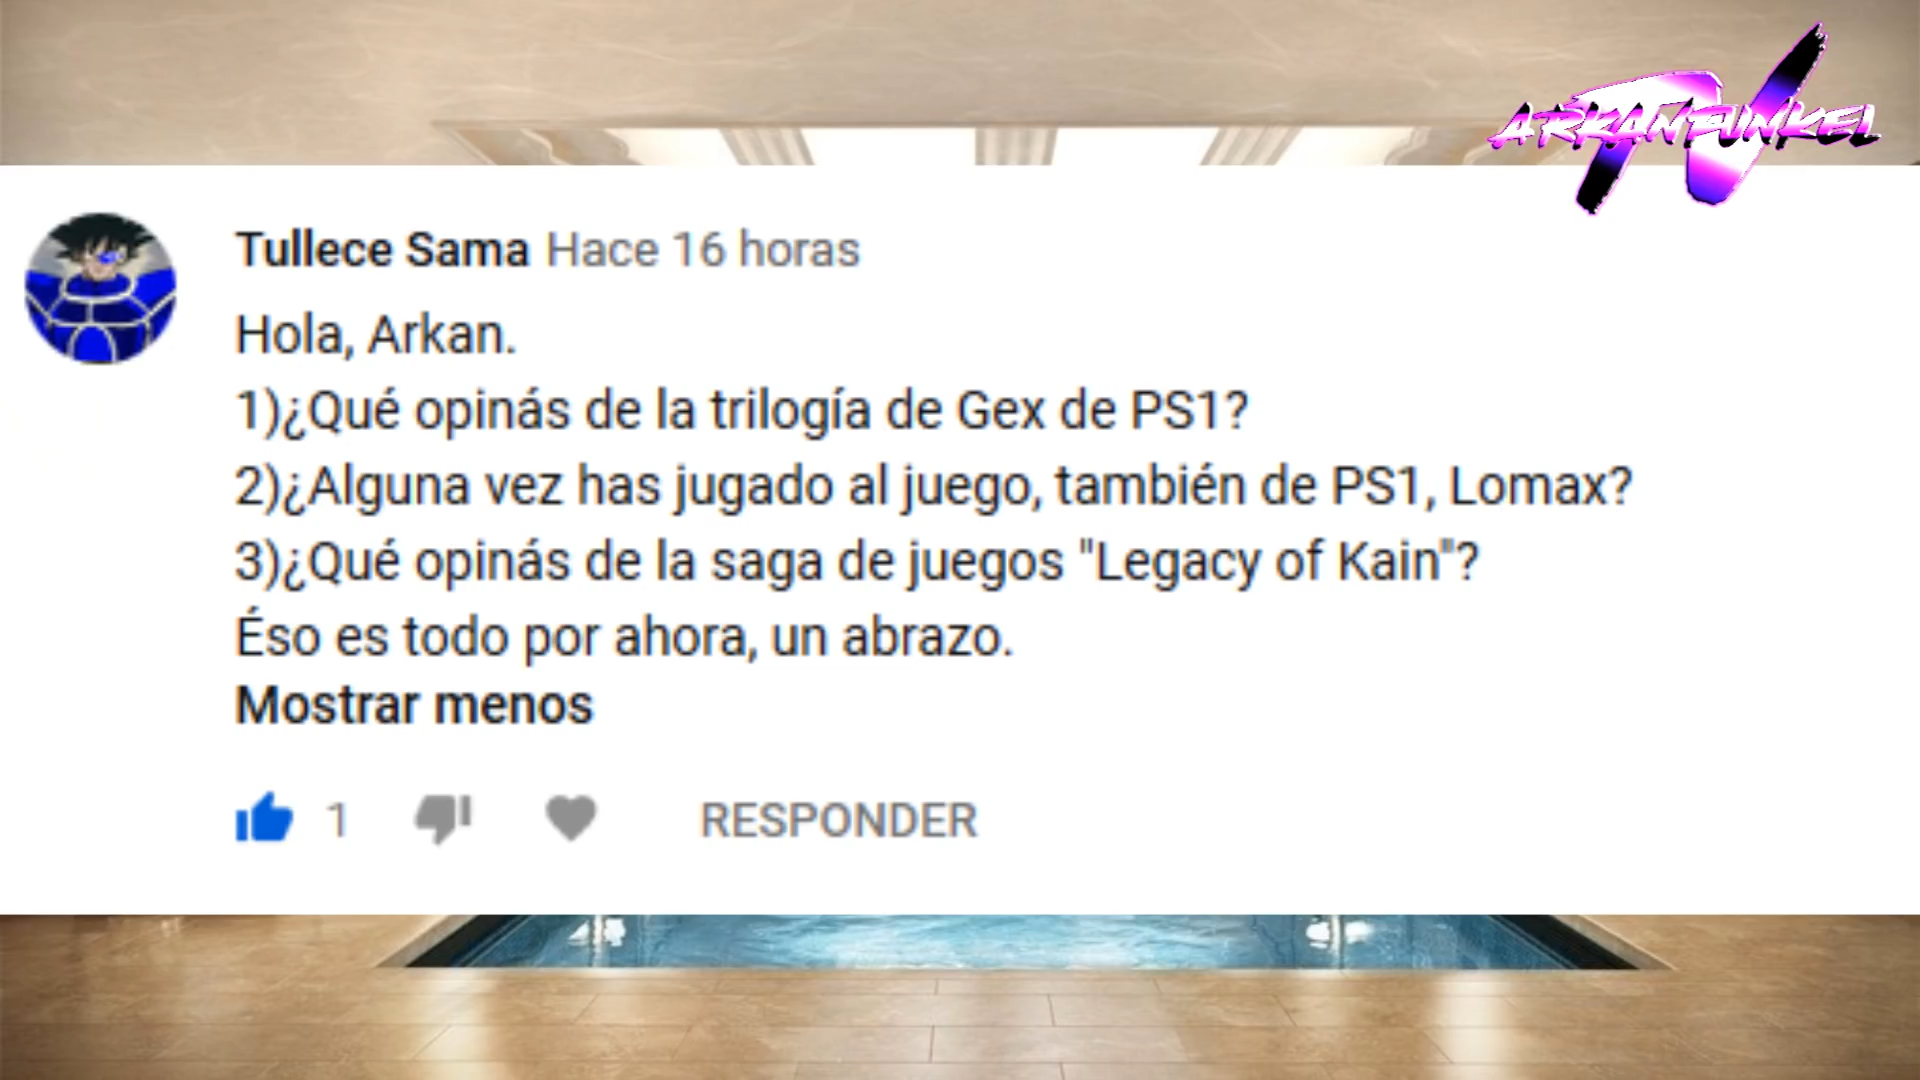 TV
ARKANFUNKEL
Tullece Sama Hace 16 horas
Hola, Arkan.
1)¿Qué opinás de la trilogía de Gex de PS1?
2)¿Alguna vez has jugado al juego, también de PS1, Lomax?
3)¿Qué opinás de la saga de juegos "Legacy of Kain"?
Éso es todo por ahora, un abrazo.
Mostrar menos
1 RESPONDER